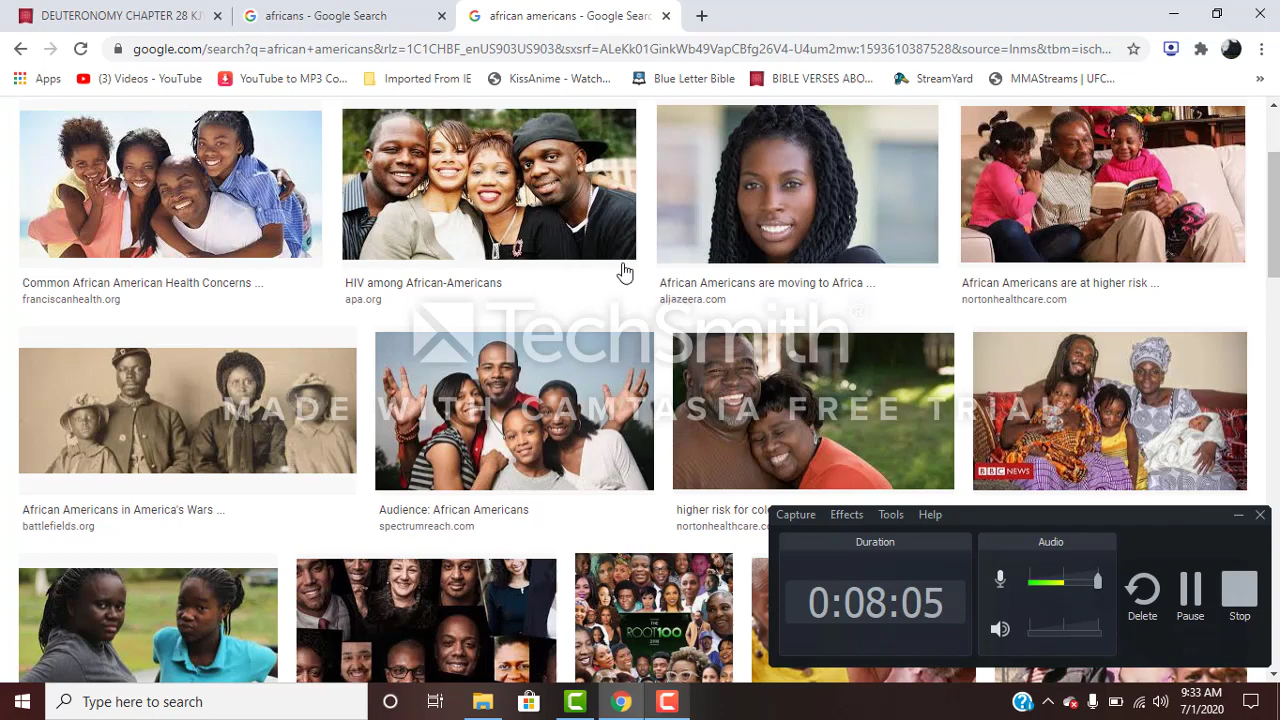 DEUTERONOMY CHAPTER 28 KJ
africans - Google Search
african americans - Google Searc
google.com/search?q=african+americans&rlz=1C1CHBF_enUS903US903&sxsrf=ALeKk01GinkWb49VapCBfg26V4-U4um2mw:1593610387528&source=lnms&tbm=isch...
Apps
(3) Videos - YouTube
YouTube to MP3 Co...
Imported From IE
KissAnime - Watch...
Blue Letter Bible
BIBLE VERSES ABO...
StreamYard
MMAStreams | UFC...
»
Common African American Health Concerns ...
franciscanhealth.org
HIV among African-Americans
apa.org
African Americans are moving to Africa ...
aljazeera.com
African Americans are at higher risk ...
nortonhealthcare.com
TechSmith
MADE WITH CAMTASIA FREE TRIAL
BBC NEWS
African Americans in America's Wars ...
battlefields.org
Audience: African Americans
spectrumreach.com
higher risk for col
nortonhealthcare.c
THE
ROOT100
Capture Effects Tools Help
Duration
Audio
0:08:05
Delete
Pause
Stop
Type here to search
9:33 AM
7/1/2020